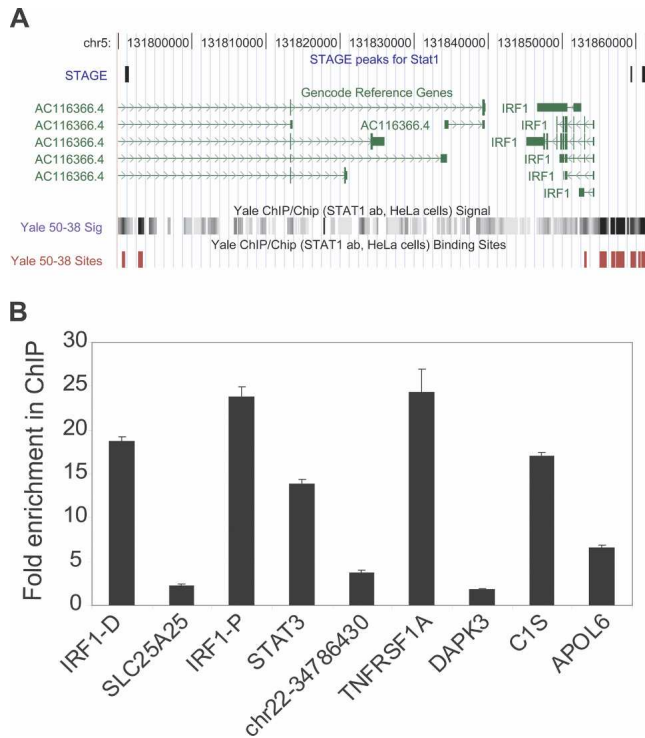 A
chr5: 131800000 131810000 131820000 131830000 131840000 131850000 131860000
STAGE peaks for Stat1
STAGE
Gencode Reference Genes
AC116366.4 IRF1
AC116366.4 AC116366.4 IRF1
AC116366.4 IRF1 IRF1
AC116366.4 IRF1
AC116366.4 IRF1
IRF1
Yale ChIP/Chip (STAT1 ab, HeLa cells) Signal
Yale 50-38 Sig
Yale ChIP/Chip (STAT1 ab, HeLa cells) Binding Sites
Yale 50-38 Sites
B
Fold enrichment in ChIP
30
25
20
15
10
5
0
IRF1-D
SLC25A25
IRF1-P
STAT3
chr22-34786430
TNFRSF1A
DAPK3
C1S
APOL6